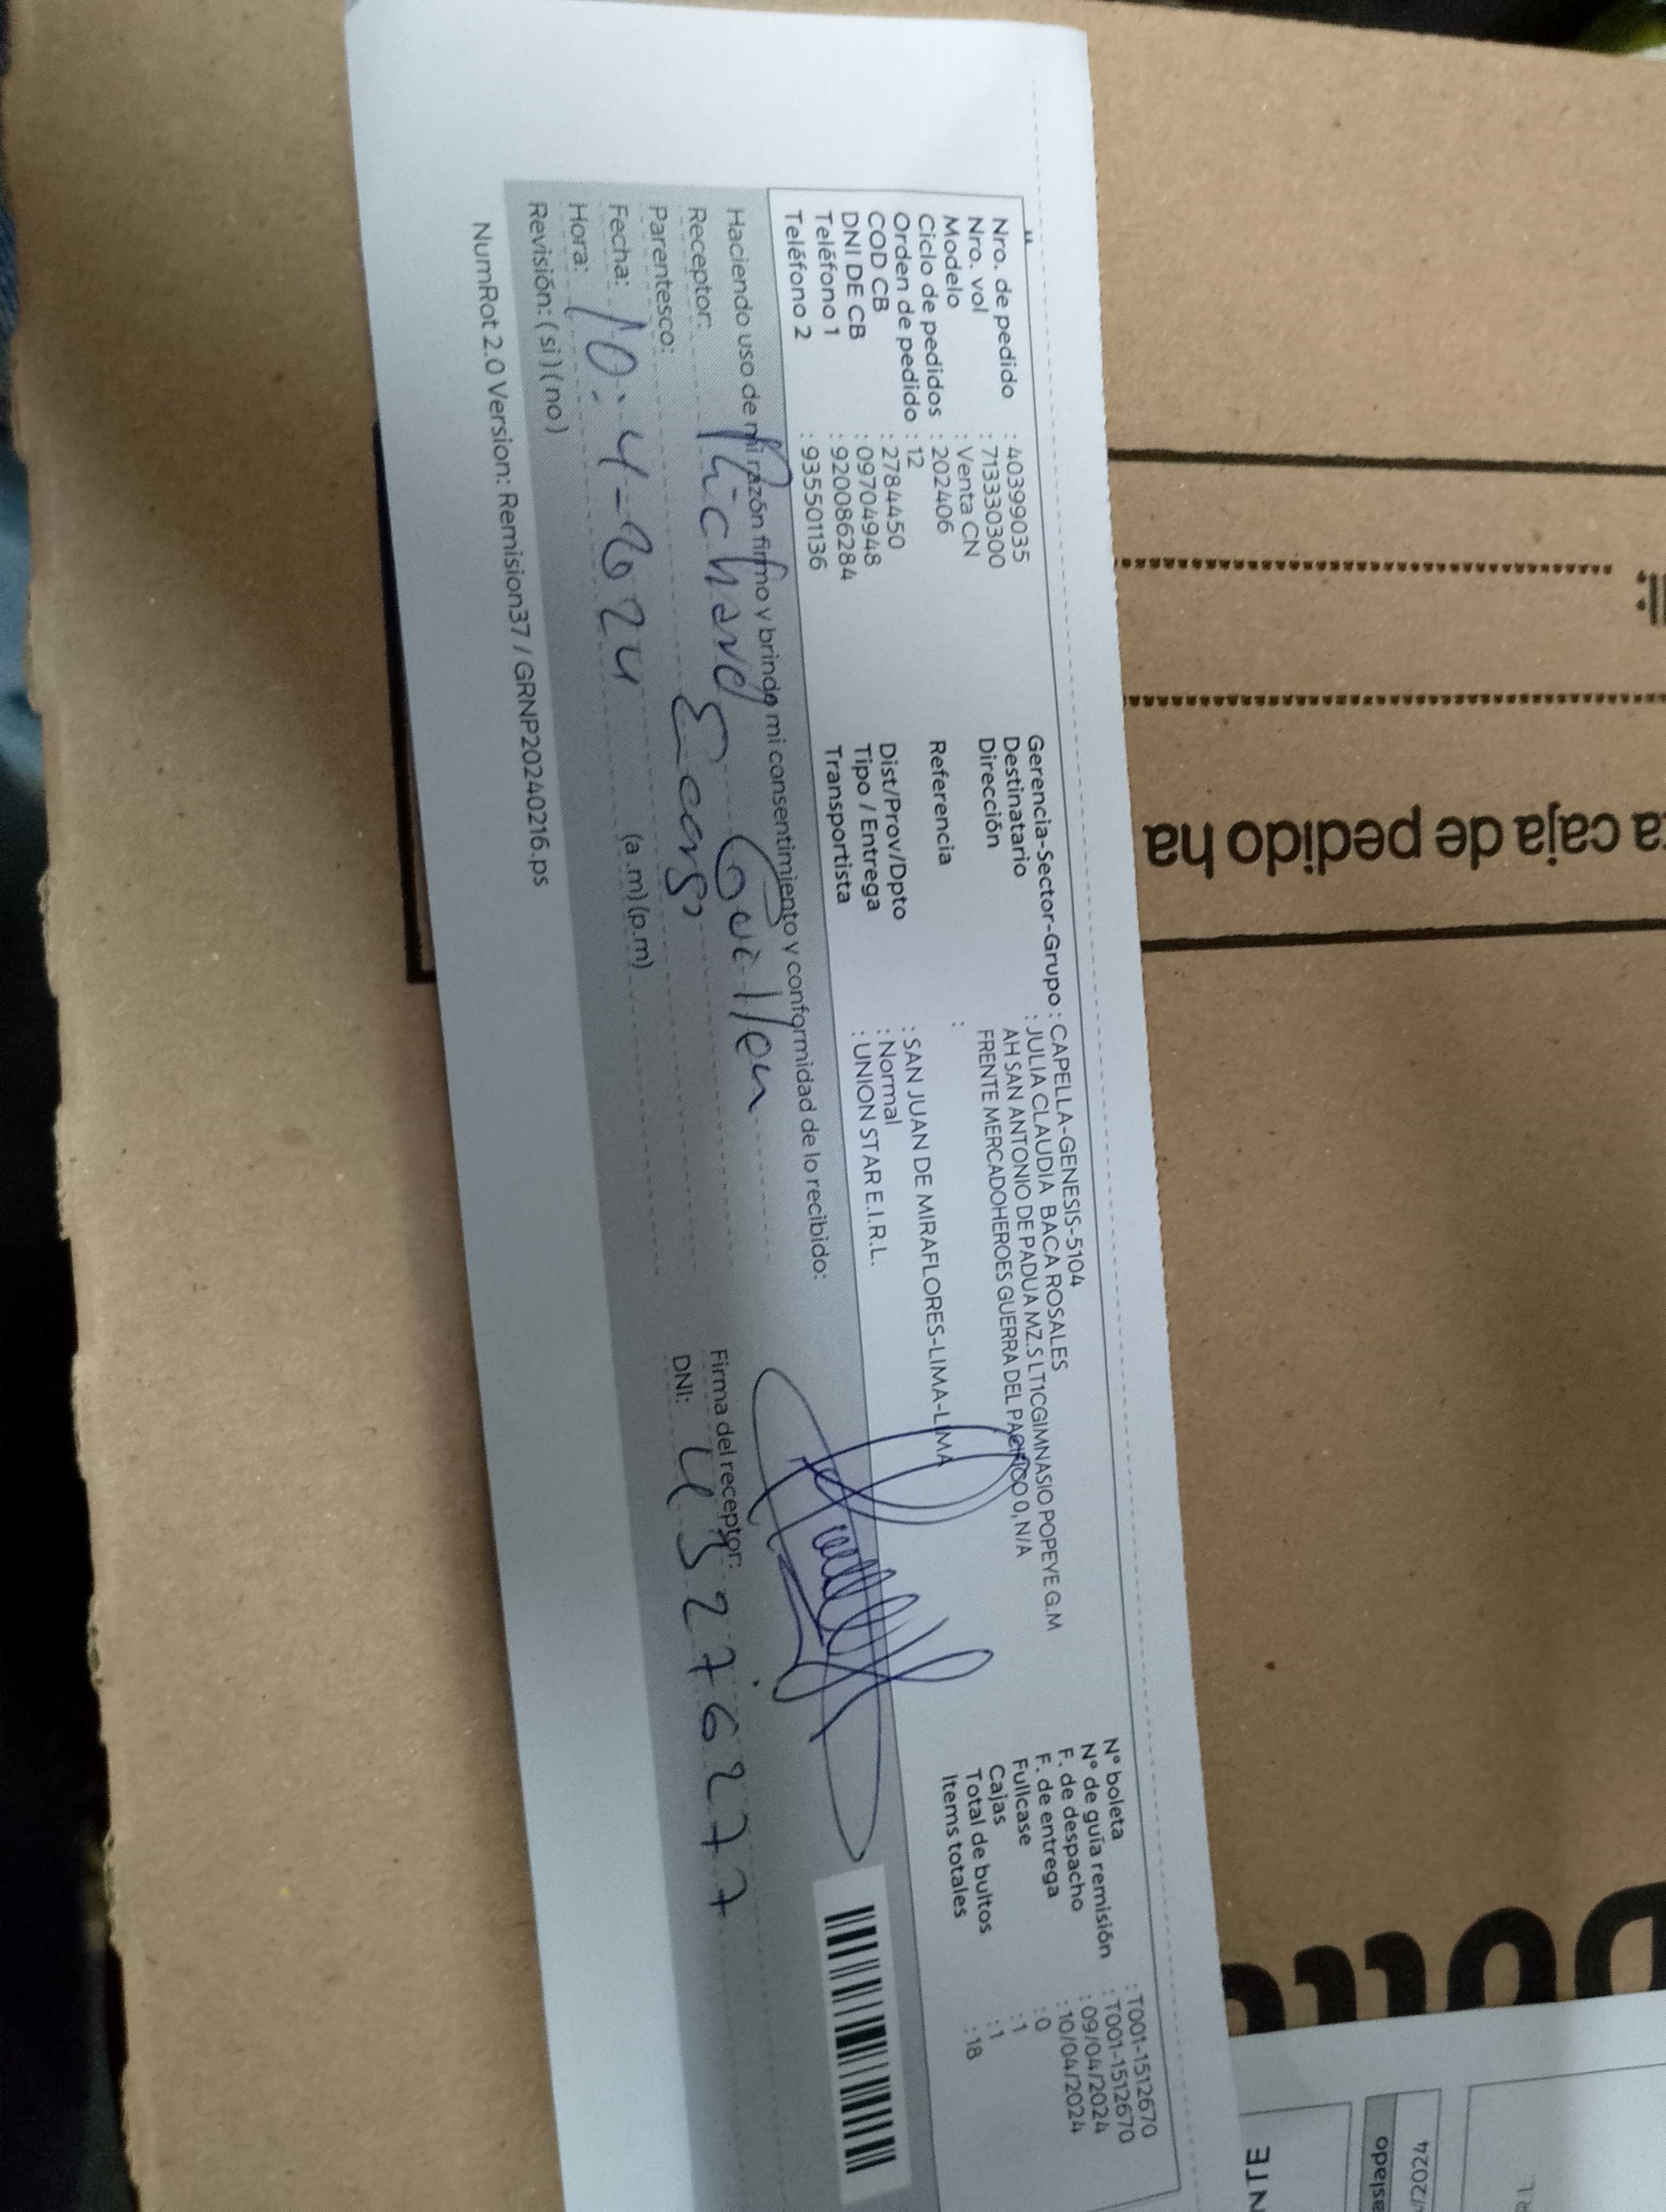 Nro. de pedido : 40399035
Nro. vol : 713330300
Modelo : Venta CN
Ciclo de pedidos : 202406
Orden de pedido : 12
COD CB : 2784450
DNI DE CB : 09704948
Teléfono 1 : 920086284
Teléfono 2 : 935501136
Gerencia-Sector-Grupo : CAPELLA-GENESIS-5104
Destinatario : JULIA CLAUDIA BACA ROSALES
Dirección AH SAN ANTONIO DE PADUA MZ.S LT1CGIMNASIO POPEYE G.M
FRENTE MERCADOHEROES GUERRA DEL PACIFICO 0, N/A
Referencia :
Dist/Prov/Dpto : SAN JUAN DE MIRAFLORES-LIMA-LIMA
Tipo / Entrega : Normal
Transportista : UNION STAR E.I.R.L.
N° boleta : T001-1512670
N° de guía remisión : T001-1512670
F. de despacho : 09/04/2024
F. de entrega : 10/04/2024
Fullcase : 0
Cajas : 1
Total de bultos : 1
Items totales : 18
Haciendo uso de mi razón firmo y brindo mi consentimiento y conformidad de lo recibido:
Receptor: Richard Guillen
Parentesco:
Fecha: 10-4-2024
Hora: (a.m) (p.m)
Revisión: ( si ) ( no )
Firma del receptor:
DNI: 43276277
NumRot 2.0 Version: Remision37 / GRNP20240216.ps
caja de pedido ha
NTE
aslado
/2024